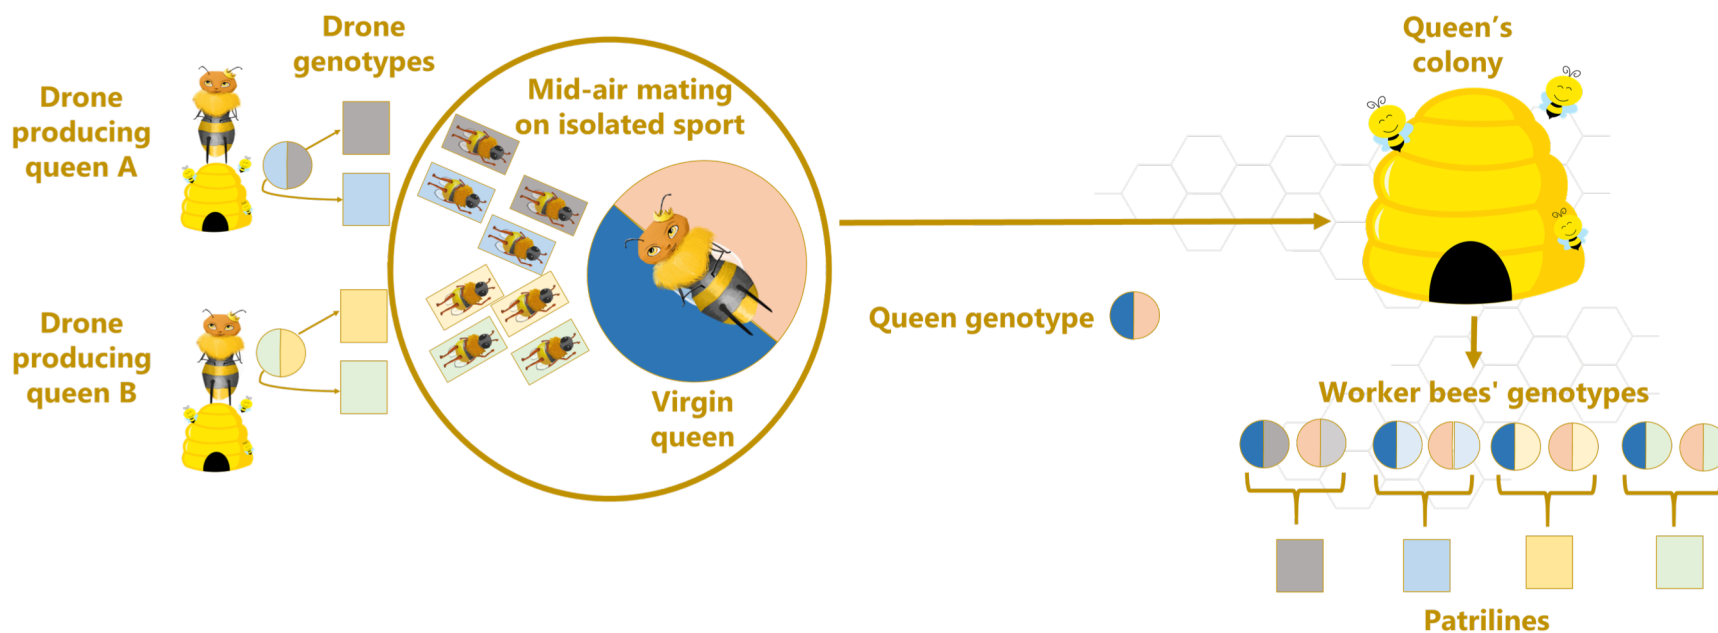 Drone
genotypes
Drone
producing
queen A
Drone
producing
queen B
Mid-air mating
on isolated sport
Virgin
queen
Queen genotype
Queen's
colony
Worker bees' genotypes
Patrilines